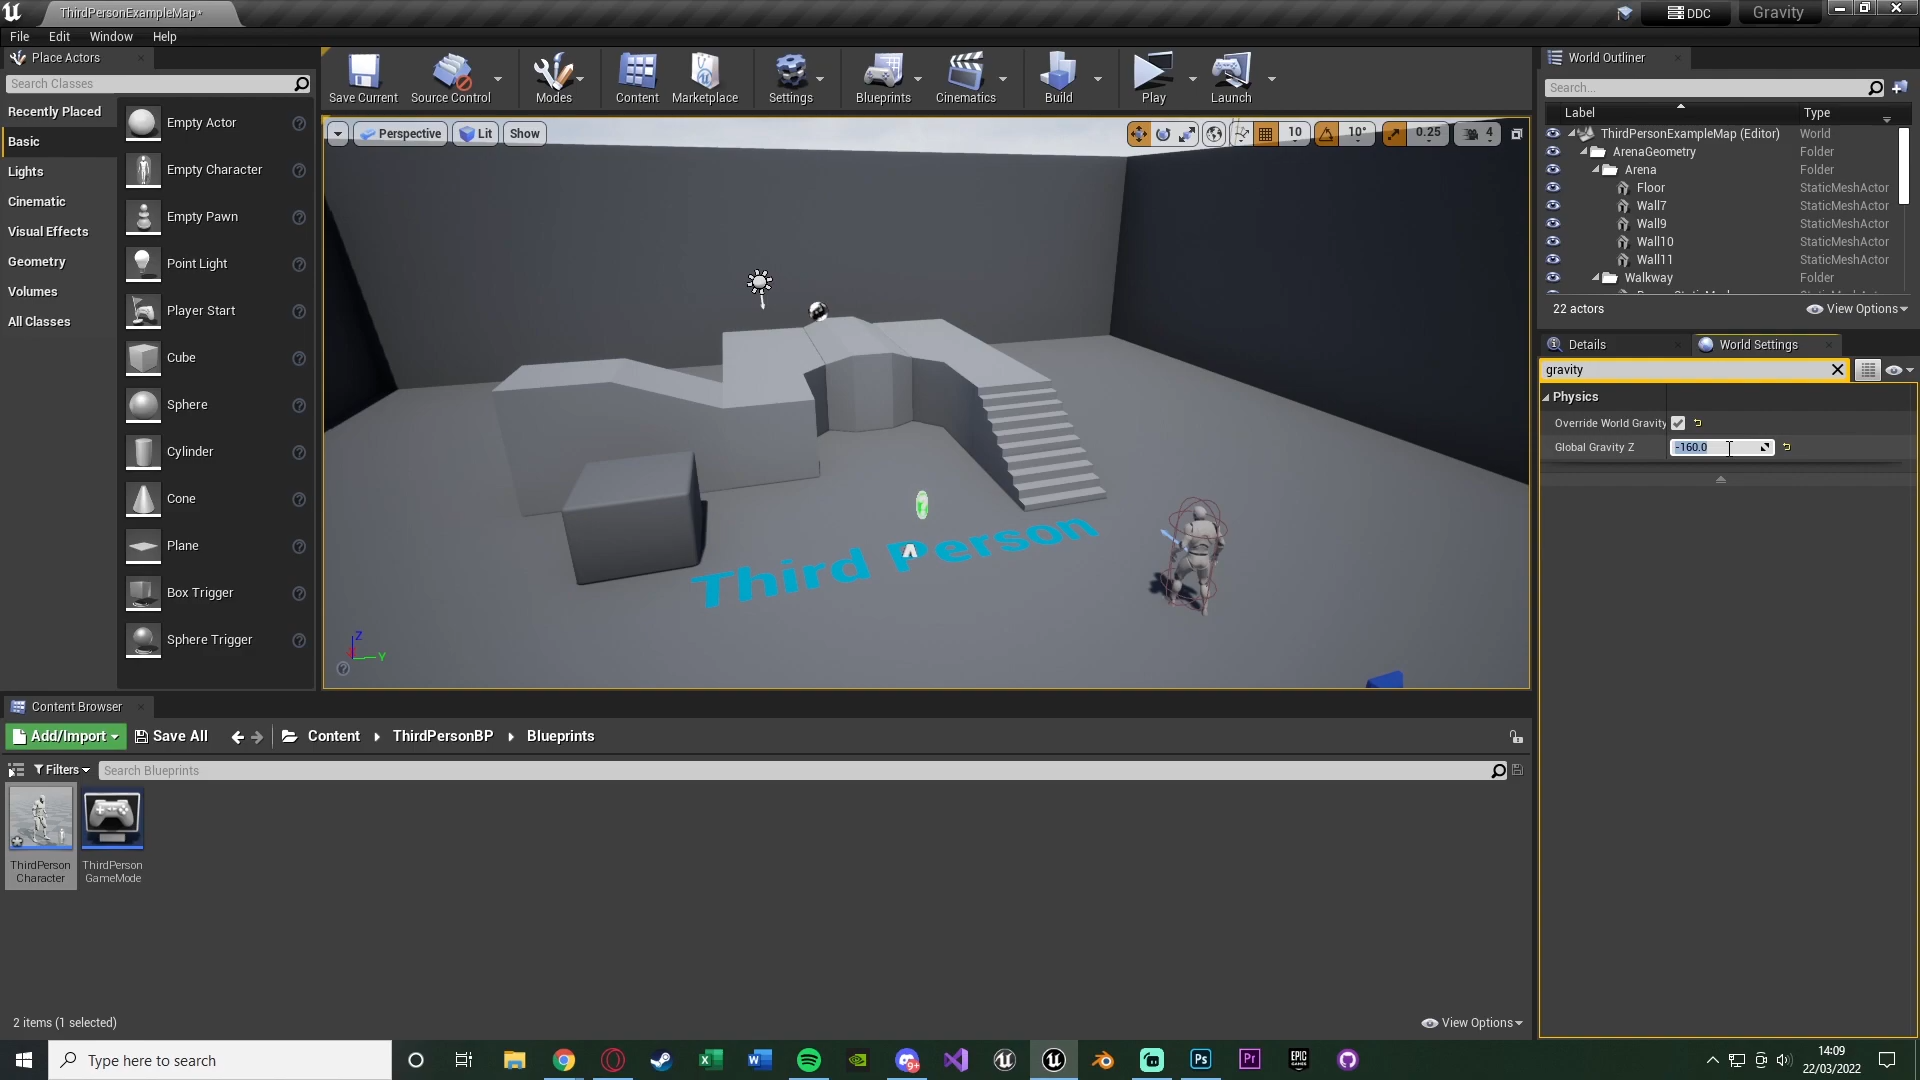 ThirdPersonExampleMap*
DDC
Gravity
File Edit Window Help
Place Actors
Search Classes
Recently Placed
Basic
Lights
Cinematic
Visual Effects
Geometry
Volumes
All Classes
Empty Actor
Empty Character
Empty Pawn
Point Light
Player Start
Cube
Sphere
Cylinder
Cone
Plane
Box Trigger
Sphere Trigger
Save Current
Source Control
Modes
Content
Marketplace
Settings
Blueprints
Cinematics
Build
Play
Launch
Perspective
Lit
Show
10
10°
0.25
4
Third Person
Z
Y
World Outliner
Search...
Label Type
ThirdPersonExampleMap (Editor) World
ArenaGeometry Folder
Arena Folder
Floor StaticMeshActor
Wall7 StaticMeshActor
Wall9 StaticMeshActor
Wall10 StaticMeshActor
Wall11 StaticMeshActor
Walkway Folder
22 actors
View Options
Details
World Settings
gravity
Physics
Override World Gravity
Global Gravity Z -160.0
Content Browser
Add/Import
Save All
Content
ThirdPersonBP
Blueprints
Filters
Search Blueprints
ThirdPerson
Character
ThirdPerson
GameMode
2 items (1 selected)
View Options
Type here to search
Ps
Pr
EPIC
GAMES
14:09
22/03/2022